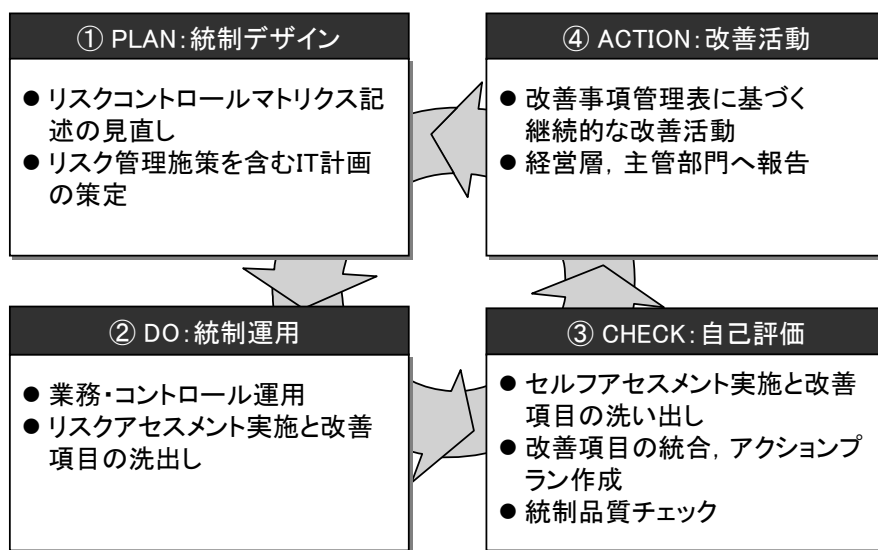 ① PLAN:統制デザイン
● リスクコントロールマトリクス記
述の見直し
● リスク管理施策を含むIT計画
の策定
② DO:統制運用
● 業務・コントロール運用
● リスクアセスメント実施と改善
項目の洗出し
③ CHECK:自己評価
● セルフアセスメント実施と改善
項目の洗い出し
● 改善項目の統合,アクションプ
ラン作成
● 統制品質チェック
④ ACTION:改善活動
● 改善事項管理表に基づく
継続的な改善活動
● 経営層,主管部門へ報告